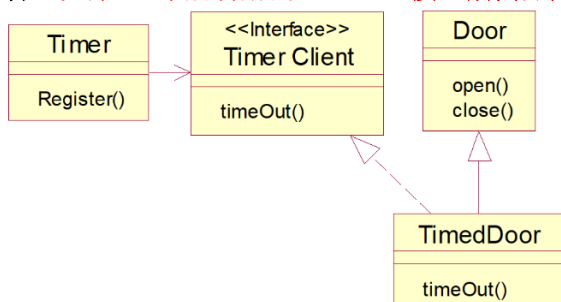 Timer
Register()
<<Interface>>
Timer Client
timeOut()
Door
open()
close()
TimedDoor
timeOut()